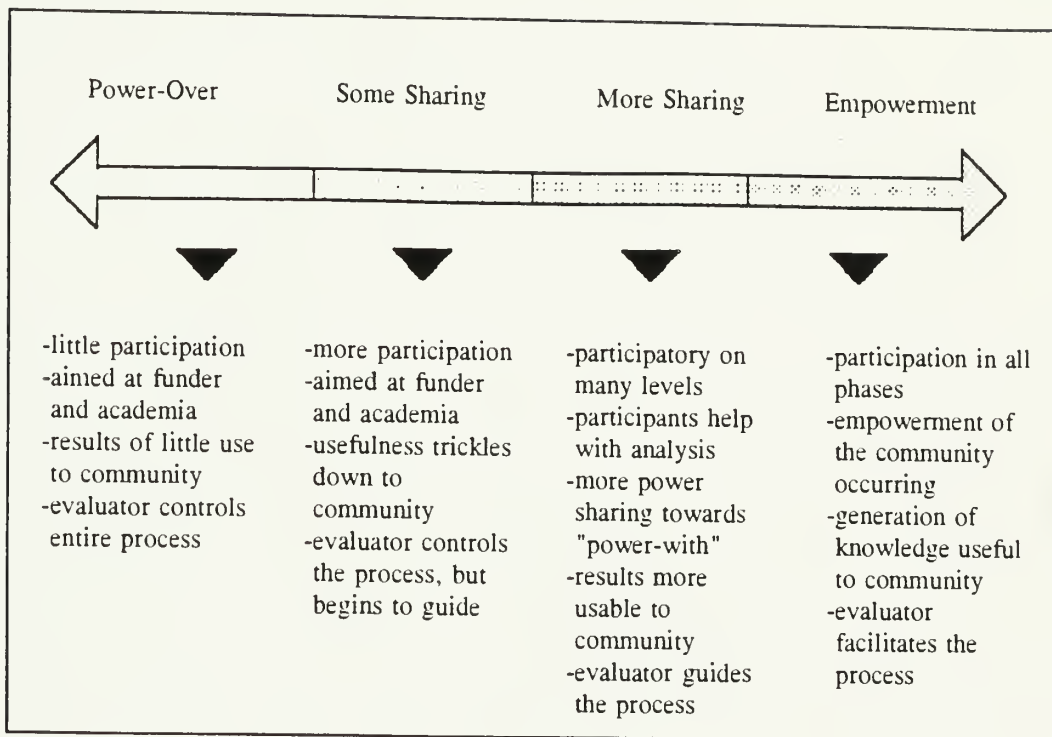 Power-Over
Some Sharing
More Sharing
Empowerment
-little participation
-aimed at funder
and academia
-results of little use
to community
-evaluator controls
entire process
-more participation
-aimed at funder
and academia
-usefulness trickles
down to
community
-evaluator controls
the process, but
begins to guide
-participatory on
many levels
-participants help
with analysis
-more power
sharing towards
"power-with"
-results more
usable to
community
-evaluator guides
the process
-participation in all
phases
-empowerment of
the community
occurring
-generation of
knowledge useful
to community
-evaluator
facilitates the
process